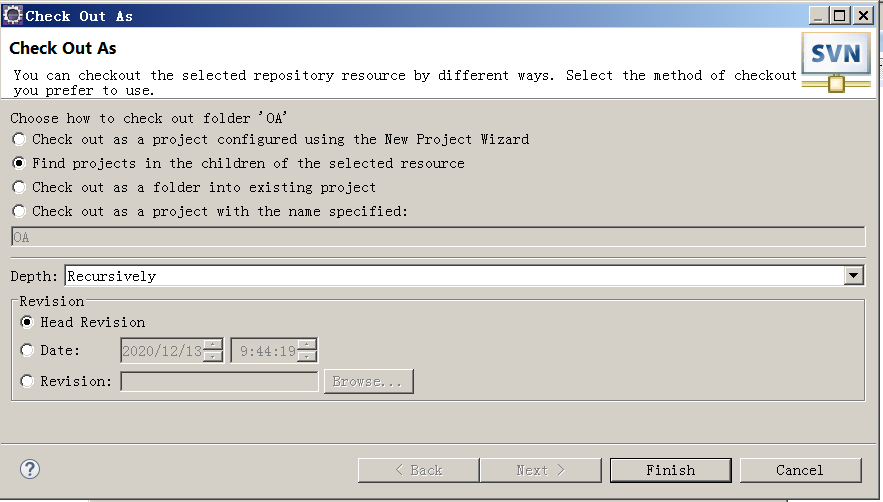 Check Out As
Check Out As
SVN
You can checkout the selected repository resource by different ways. Select the method of checkout
you prefer to use.
Choose how to check out folder 'OA'
Check out as a project configured using the New Project Wizard
Find projects in the children of the selected resource
Check out as a folder into existing project
Check out as a project with the name specified:
OA
Depth: Recursively
Revision
Head Revision
Date: 2020/12/13 9:44:19
Revision: Browse...
? < Back Next > Finish Cancel